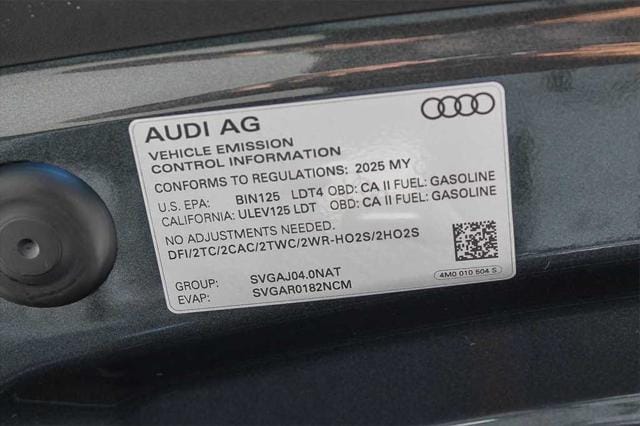 AUDI AG
VEHICLE EMISSION
CONTROL INFORMATION
CONFORMS TO REGULATIONS: 2025 MY
U.S. EPA: BIN125 LDT4 OBD: CA II FUEL: GASOLINE
CALIFORNIA: ULEV125 LDT OBD: CA II FUEL: GASOLINE
NO ADJUSTMENTS NEEDED.
DFI/2TC/2CAC/2TWC/2WR-HO2S/2HO2S
GROUP: SVGAJ04.0NAT
EVAP: SVGAR0182NCM
4M0 010 504 S